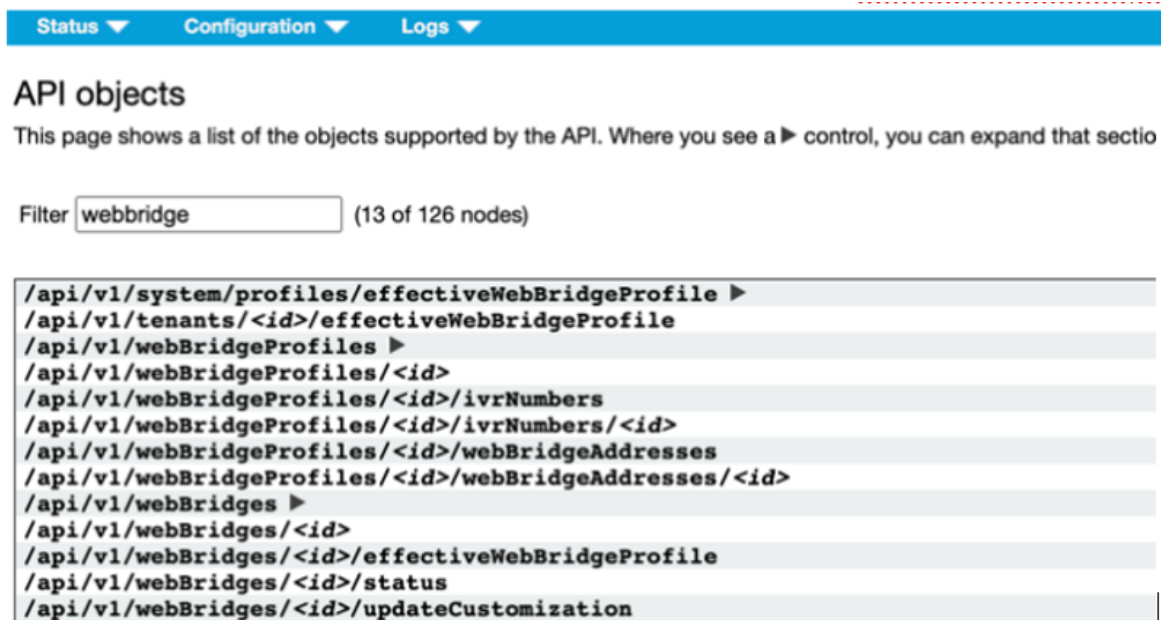 Status Configuration Logs
API objects
This page shows a list of the objects supported by the API. Where you see a ▶ control, you can expand that sectio
Filter webbridge (13 of 126 nodes)
/api/v1/system/profiles/effectiveWebBridgeProfile ▶
/api/v1/tenants/<id>/effectiveWebBridgeProfile
/api/v1/webBridgeProfiles ▶
/api/v1/webBridgeProfiles/<id>
/api/v1/webBridgeProfiles/<id>/ivrNumbers
/api/v1/webBridgeProfiles/<id>/ivrNumbers/<id>
/api/v1/webBridgeProfiles/<id>/webBridgeAddresses
/api/v1/webBridgeProfiles/<id>/webBridgeAddresses/<id>
/api/v1/webBridges ▶
/api/v1/webBridges/<id>
/api/v1/webBridges/<id>/effectiveWebBridgeProfile
/api/v1/webBridges/<id>/status
/api/v1/webBridges/<id>/updateCustomization